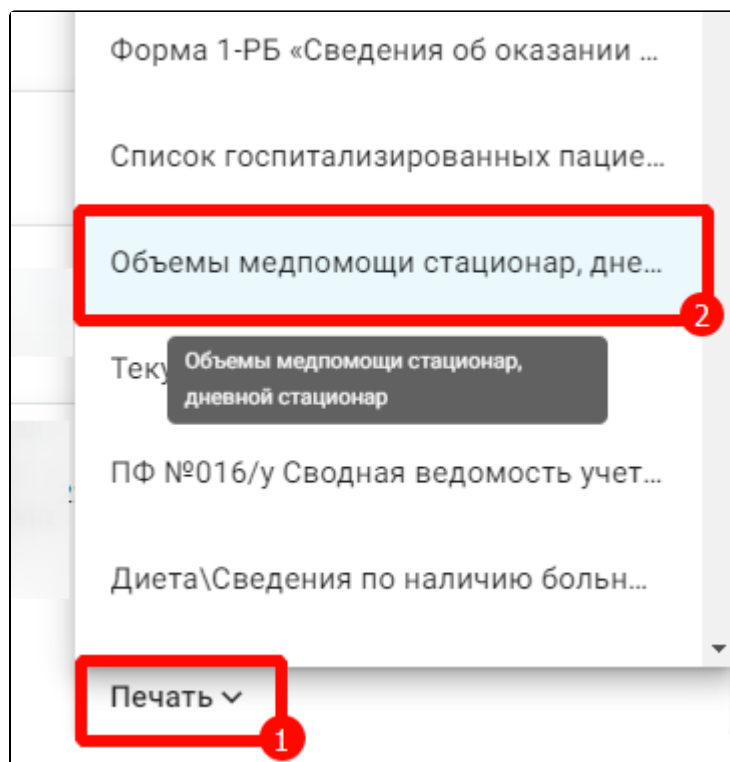 Форма 1-РБ «Сведения об оказании ...
Список госпитализированных пацие...
Объемы медпомощи стационар, дне...
2
Теку
Объемы медпомощи стационар,
дневной стационар
ПФ №016/у Сводная ведомость учет...
Диета\Сведения по наличию больн...
Печать
1